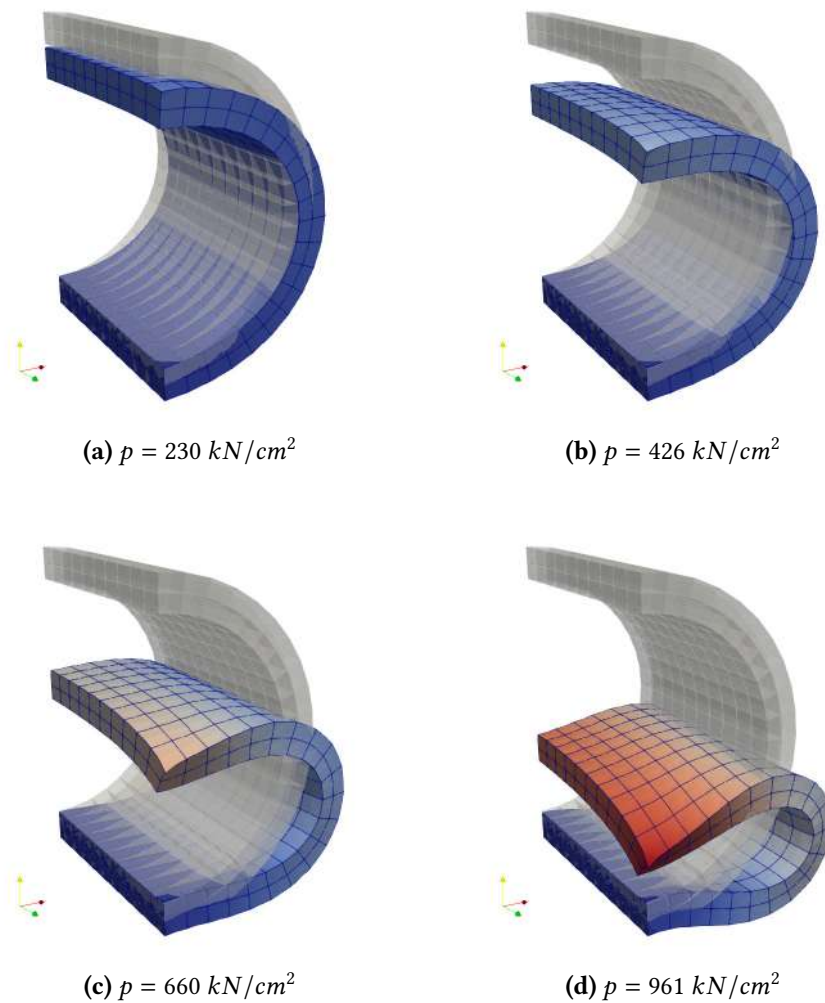 (a) p = 230 kN/cm²
(b) p = 426 kN/cm²
(c) p = 660 kN/cm²
(d) p = 961 kN/cm²